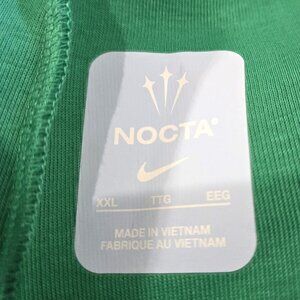 NOCTA
XXL TTG EEG
MADE IN VIETNAM
FABRIQUE AU VIETNAM